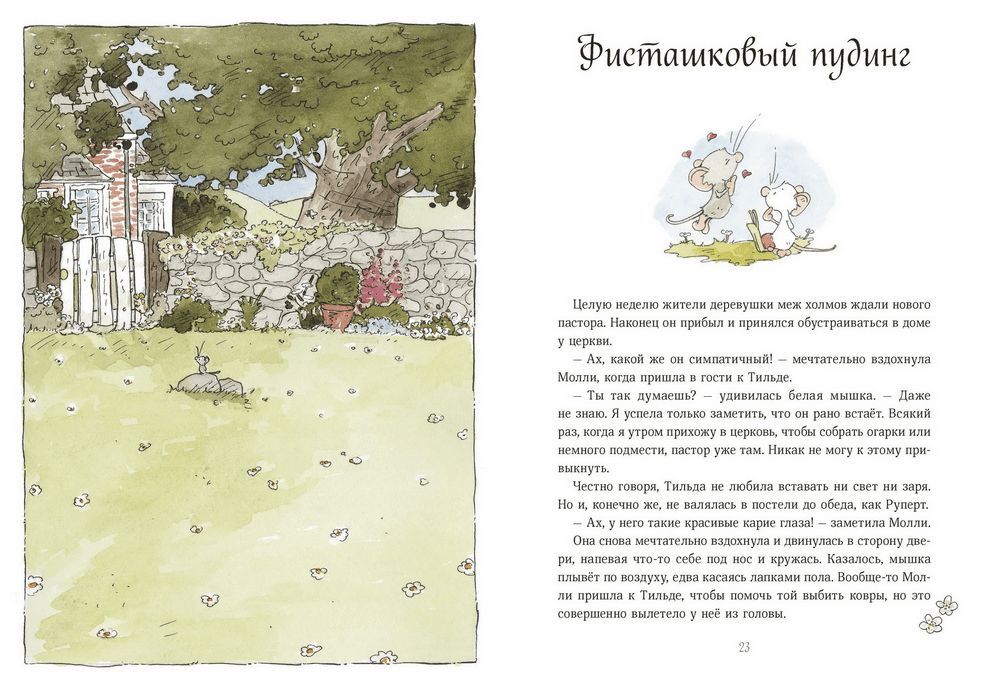 Фисташковый пудинг
Целую неделю жители деревушки меж холмов ждали нового
пастора. Наконец он прибыл и принялся обустраиваться в доме
у церкви.
— Ах, какой же он симпатичный! — мечтательно вздохнула
Молли, когда пришла в гости к Тильде.
— Ты так думаешь? — удивилась белая мышка. — Даже
не знаю. Я успела только заметить, что он рано встаёт. Всякий
раз, когда я утром прихожу в церковь, чтобы собрать огарки или
немного подмести, пастор уже там. Никак не могу к этому при-
выкнуть.
Честно говоря, Тильда не любила вставать ни свет ни заря.
Но и, конечно же, не валялась в постели до обеда, как Руперт.
— Ах, у него такие красивые карие глаза! — заметила Молли.
Она снова мечтательно вздохнула и двинулась в сторону две-
ри, напевая что-то себе под нос и кружась. Казалось, мышка
плывёт по воздуху, едва касаясь лапками пола. Вообще-то Мол-
ли пришла к Тильде, чтобы помочь той выбить ковры, но это
совершенно вылетело у неё из головы.
23